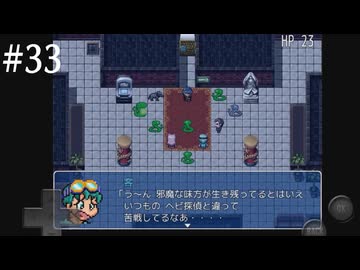 #33
HP 23
客
「う～ん 邪魔な味方が生き残ってるとはいえ
いつもの ヘビ探偵と違って
苦戦してるなあ・・・・
OK